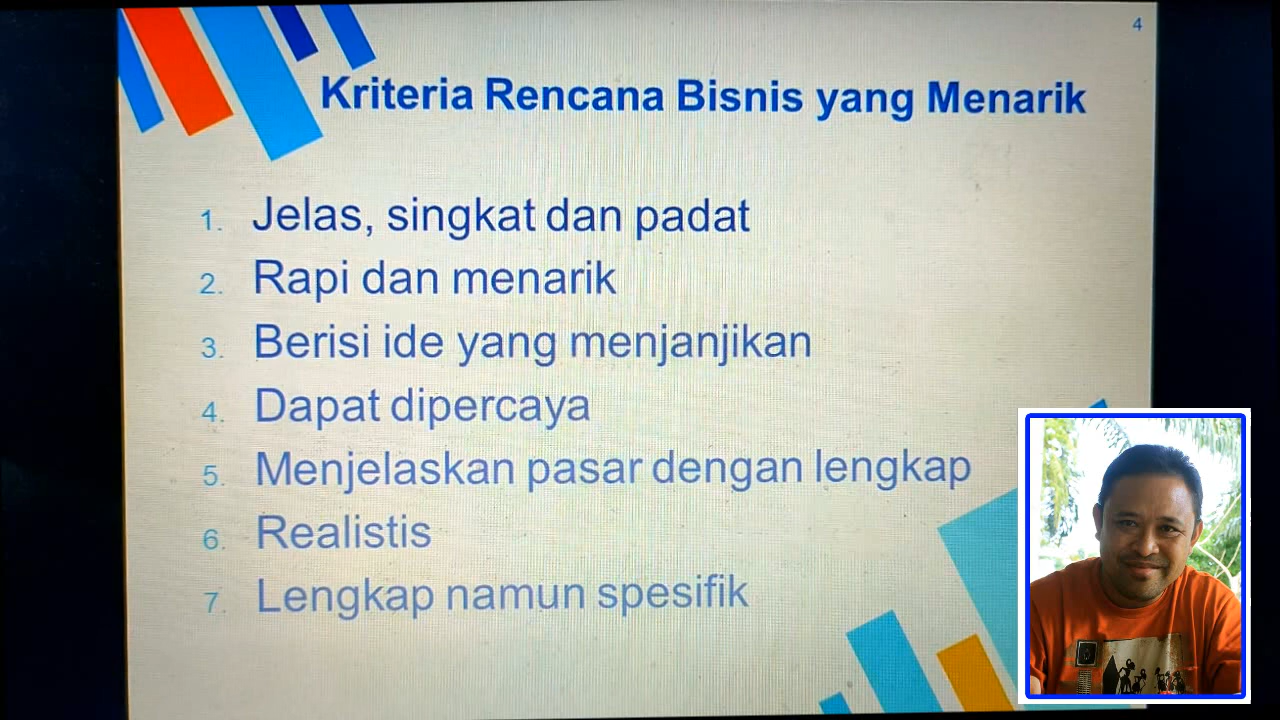 4
Kriteria Rencana Bisnis yang Menarik
1. Jelas, singkat dan padat
2. Rapi dan menarik
3. Berisi ide yang menjanjikan
4. Dapat dipercaya
5. Menjelaskan pasar dengan lengkap
6. Realistis
7. Lengkap namun spesifik